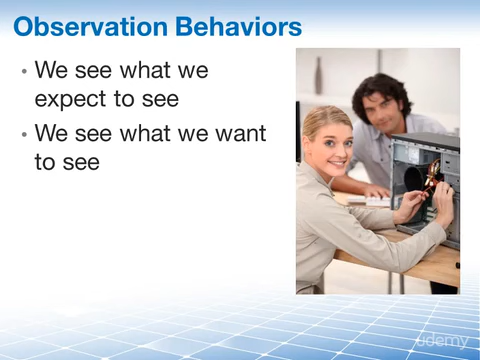 Observation Behaviors
• We see what we
expect to see
• We see what we want
to see
udemy